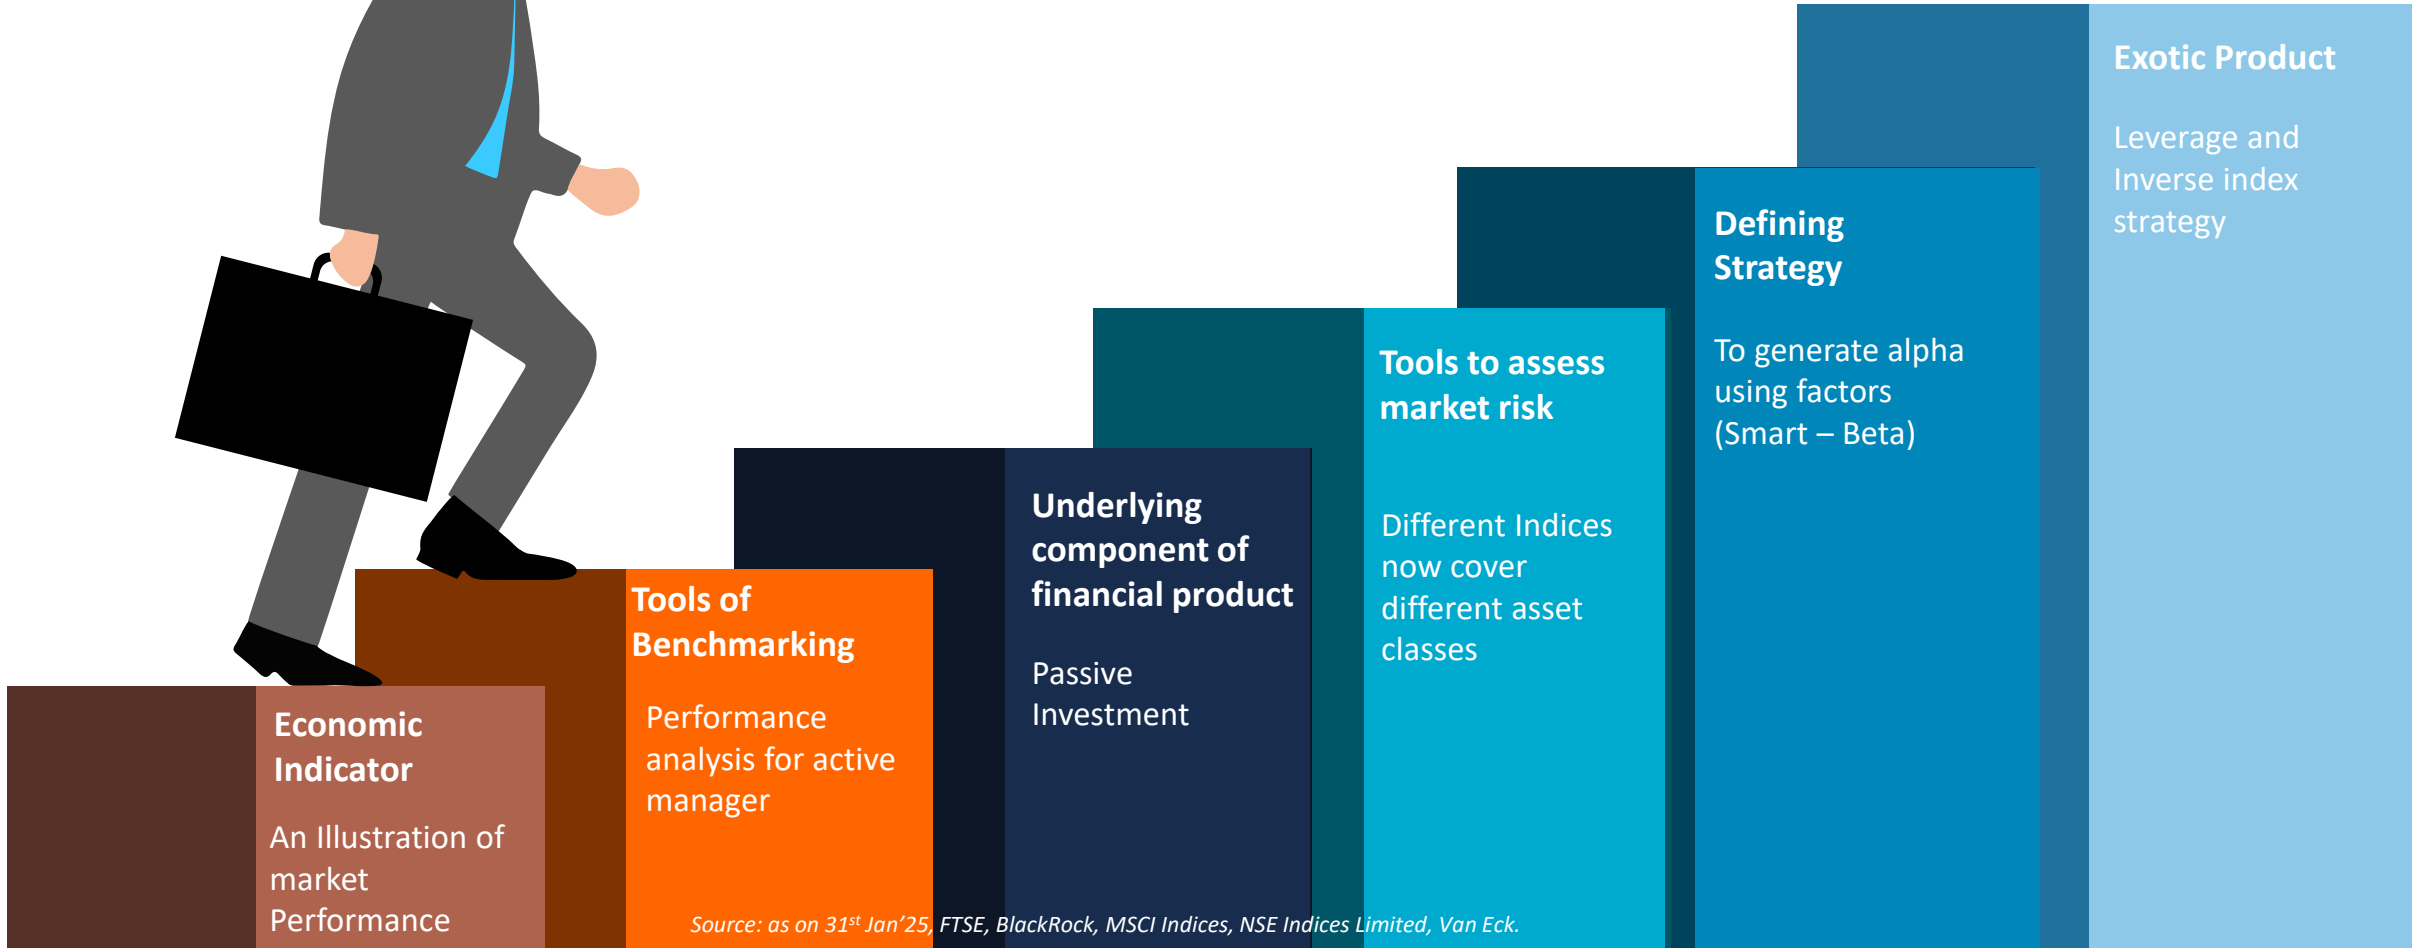 Economic
Indicator
An Illustration of
market
Performance
Tools of
Benchmarking
Performance
analysis for active
manager
Underlying
component of
financial product
Passive
Investment
Tools to assess
market risk
Different Indices
now cover
different asset
classes
Defining
Strategy
To generate alpha
using factors
(Smart – Beta)
Exotic Product
Leverage and
Inverse index
strategy
Source: as on 31st Jan’25, FTSE, BlackRock, MSCI Indices, NSE Indices Limited, Van Eck.